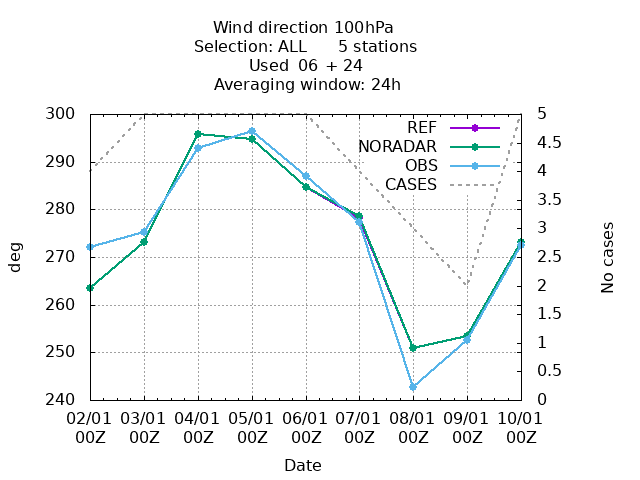 Wind direction 100hPa
Selection: ALL 5 stations
Used 06 + 24
Averaging window: 24h
300
290
280
270
260
250
240
deg
5
4.5
4
3.5
3
2.5
2
1.5
1
0.5
0
No cases
REF
NORADAR
OBS
CASES
02/01 03/01 04/01 05/01 06/01 07/01 08/01 09/01 10/01
00Z 00Z 00Z 00Z 00Z 00Z 00Z 00Z 00Z
Date